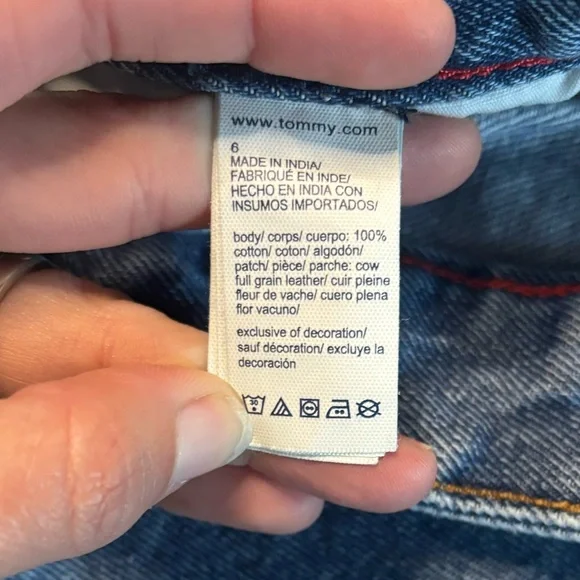 www.tommy.com
6
MADE IN INDIA/
FABRIQUÉ EN INDE/
HECHO EN INDIA CON
INSUMOS IMPORTADOS/
body/ corps/ cuerpo: 100%
cotton/ coton/ algodón/
patch/ pièce/ parche: cow
full grain leather/ cuir pleine
fleur de vache/ cuero plena
flor vacuno/
exclusive of decoration/
sauf décoration/ excluye la
decoración
30